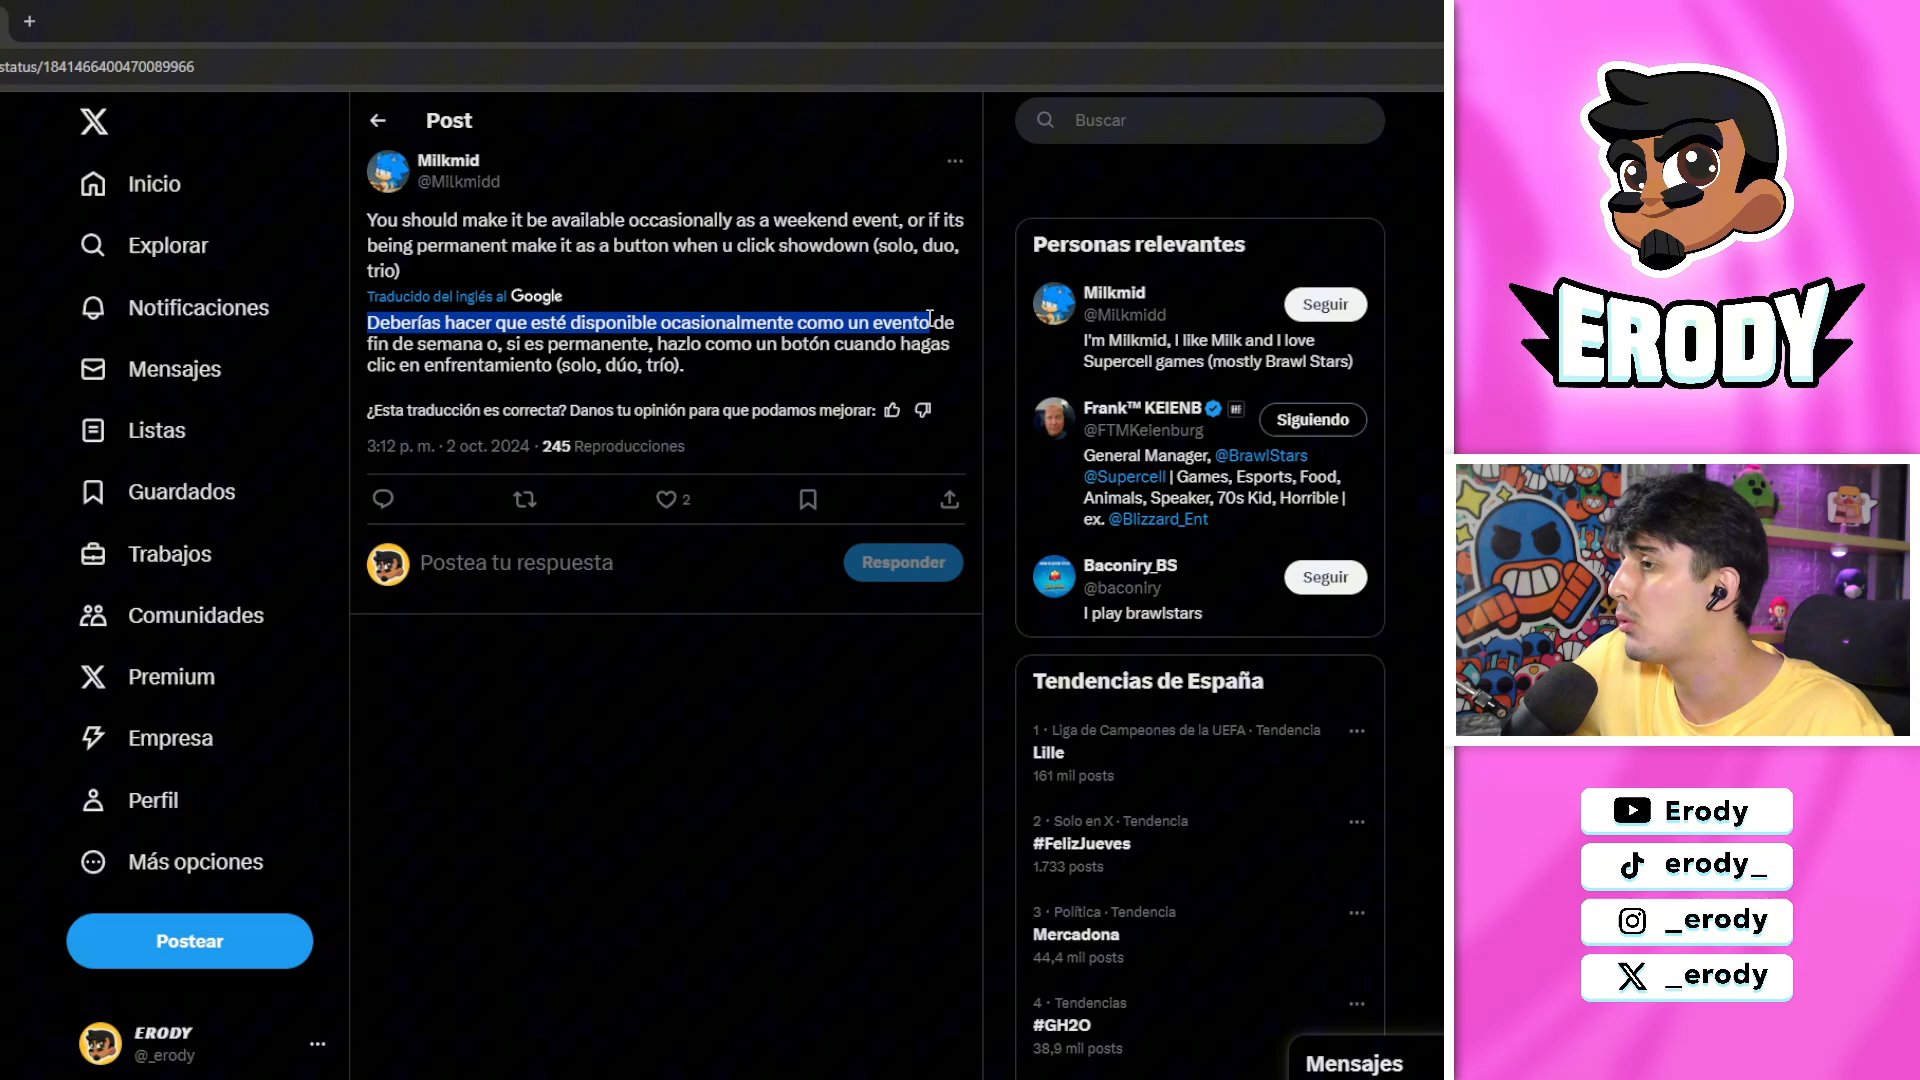 +
status/1841466400470089966
Post
Buscar
Milkmid
@Milkmidd
Inicio
You should make it be available occasionally as a weekend event, or if its
being permanent make it as a button when u click showdown (solo, duo,
trio)
Explorar
Personas relevantes
Traducido del inglés al Google
Milkmid
@Milkmidd
Seguir
Notificaciones
Deberías hacer que esté disponible ocasionalmente como un evento de
fin de semana o, si es permanente, hazlo como un botón cuando hagas
clic en enfrentamiento (solo, dúo, trío).
I'm Milkmid, I like Milk and I love
Supercell games (mostly Brawl Stars)
Mensajes
¿Esta traducción es correcta? Danos tu opinión para que podamos mejorar:
Frank™ KEIENB
@FTMKeienburg
Siguiendo
Listas
3:12 p. m. · 2 oct. 2024 · 245 Reproducciones
General Manager, @BrawlStars
@Supercell | Games, Esports, Food,
Animals, Speaker, 70s Kid, Horrible |
ex. @Blizzard_Ent
Guardados
2
Trabajos
Postea tu respuesta
Responder
Baconiry_BS
@baconiry
Seguir
I play brawlstars
Comunidades
Premium
Tendencias de España
Empresa
1 · Liga de Campeones de la UEFA · Tendencia
Lille
161 mil posts
Perfil
2 · Solo en X · Tendencia
#FelizJueves
1.733 posts
Más opciones
3 · Política · Tendencia
Mercadona
44,4 mil posts
Postear
4 · Tendencias
#GH2O
38,9 mil posts
ERODY
@_erody
Mensajes
ERODY
Erody
erody_
_erody
_erody